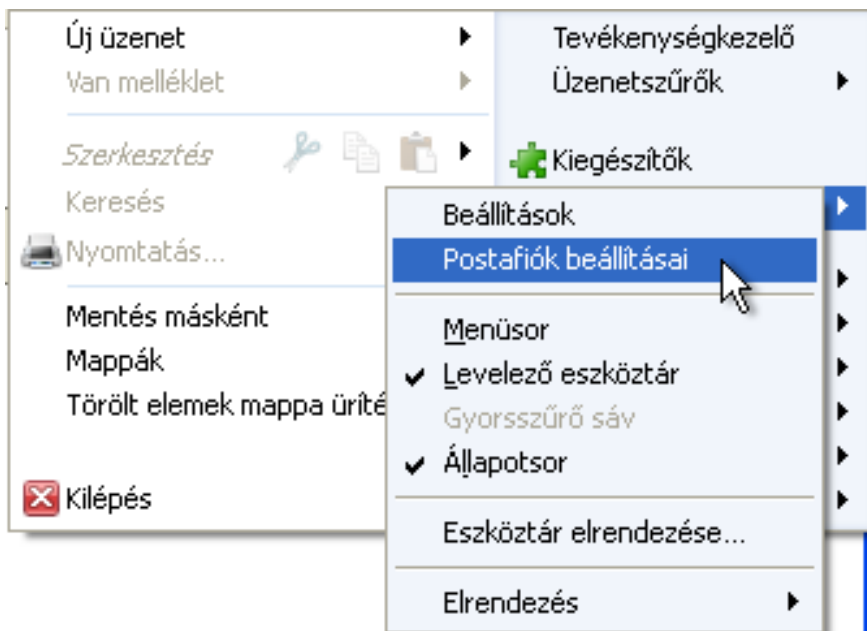 Új üzenet
Van melléklet
Szerkesztés
Keresés
Nyomtatás...
Mentés másként
Mappák
Törölt elemek mappa üríté
Kilépés
Tevékenységkezelő
Üzenetszűrők
Kiegészítők
Beállítások
Postafiók beállításai
Menüsor
Levelező eszköztár
Gyorsszűrő sáv
Állapotsor
Eszköztár elrendezése...
Elrendezés